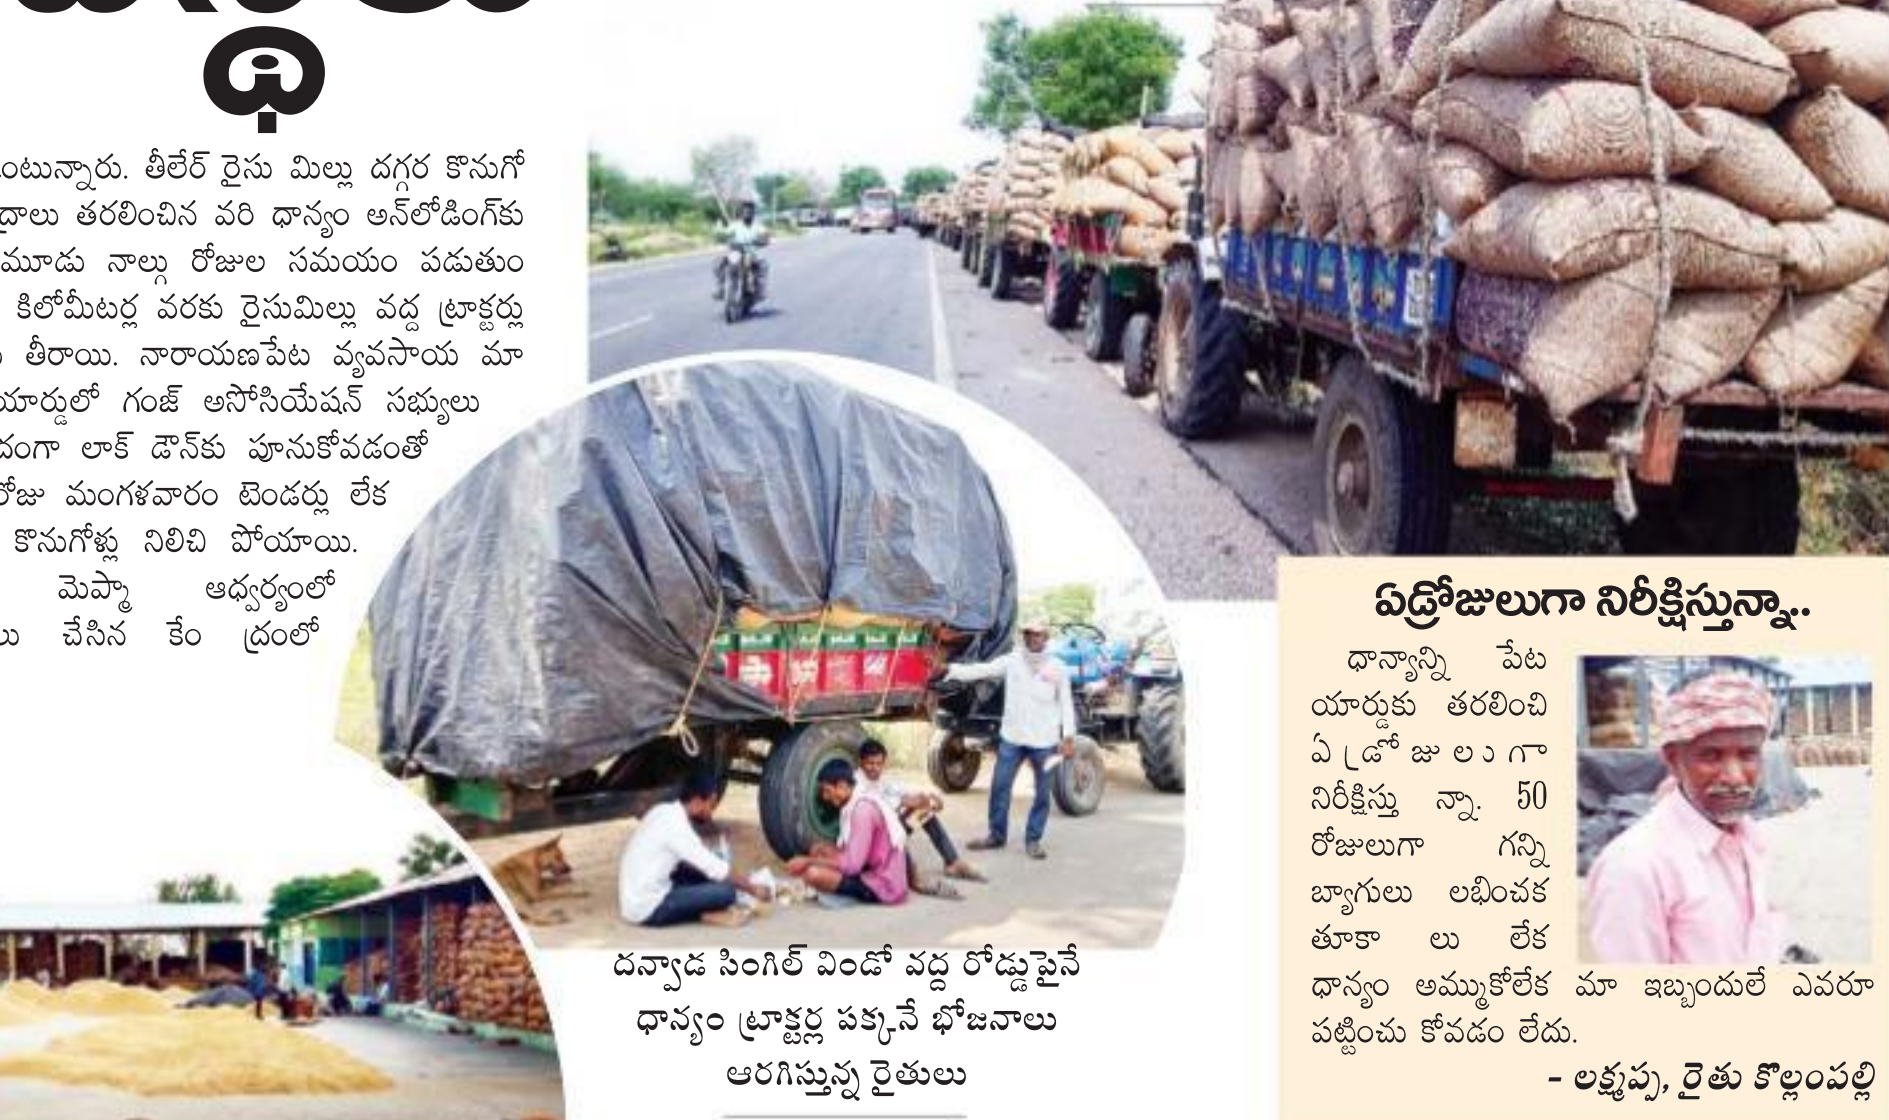 ధి
ంటున్నారు. తీలేర్ రైసు మిల్లు దగ్గర కొనుగో
ద్రాలు తరలించిన వరి ధాన్యం అన్‌లోడింగ్‌కు
మూడు నాల్గు రోజుల సమయం పడుతుం
కిలోమీటర్ల వరకు రైసుమిల్లు వద్ద ట్రాక్టర్లు
తీరాయి. నారాయణపేట వ్యవసాయ మా
యార్డులో గంజ్ అసోసియేషన్ సభ్యులు
దంగా లాక్ డౌన్‌కు పూనుకోవడంతో
రోజు మంగళవారం టెండర్లు లేక
కొనుగోళ్లు నిలిచి పోయాయి.
మెప్మా ఆధ్వర్యంలో
లు చేసిన కేం ద్రంలో
దన్వాడ సింగిల్ విండో వద్ద రోడ్డుపైనే
ధాన్యం ట్రాక్టర్ల పక్కనే భోజనాలు
ఆరగిస్తున్న రైతులు
ఏడ్రోజులుగా నిరీక్షిస్తున్నా..
ధాన్యాన్ని పేట
యార్డుకు తరలించి
ఏ డ్రో జు లు గా
నిరీక్షిస్తు న్నా. 50
రోజులుగా గన్ని
బ్యాగులు లభించక
తూకా లు లేక
ధాన్యం అమ్ముకోలేక మా ఇబ్బందులే ఎవరూ
పట్టించు కోవడం లేదు.
- లక్ష్మప్ప, రైతు కొల్లంపల్లి